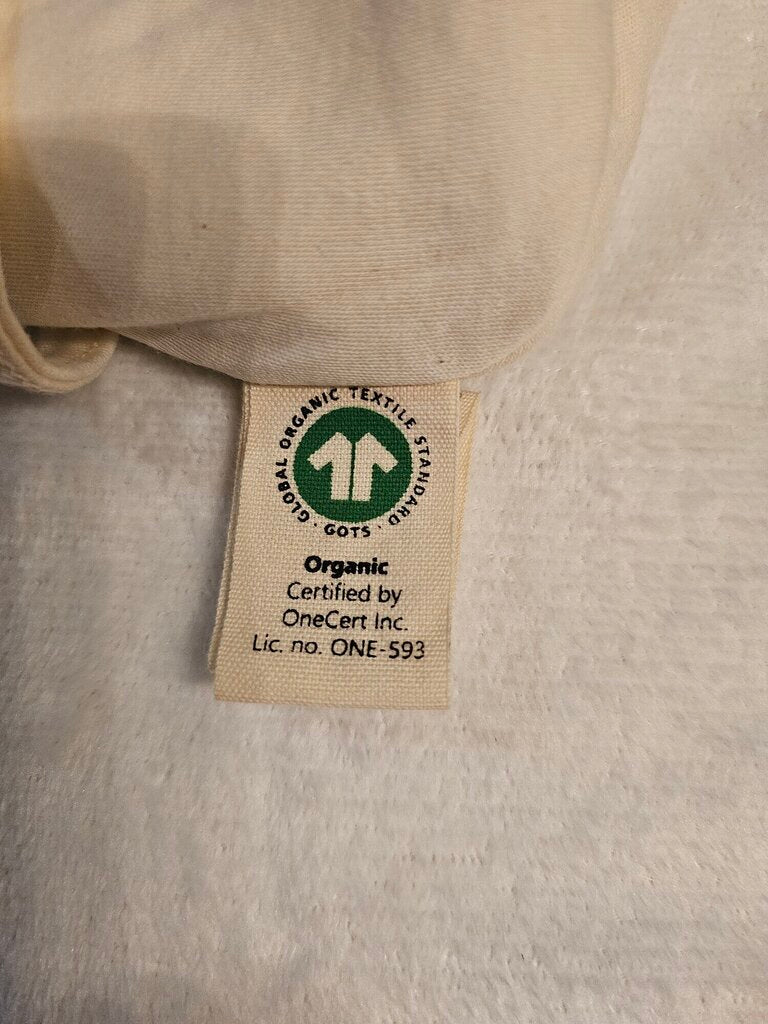 GLOBAL ORGANIC TEXTILE STANDARD · GOTS ·
Organic
Certified by
OneCert Inc.
Lic. no. ONE-593